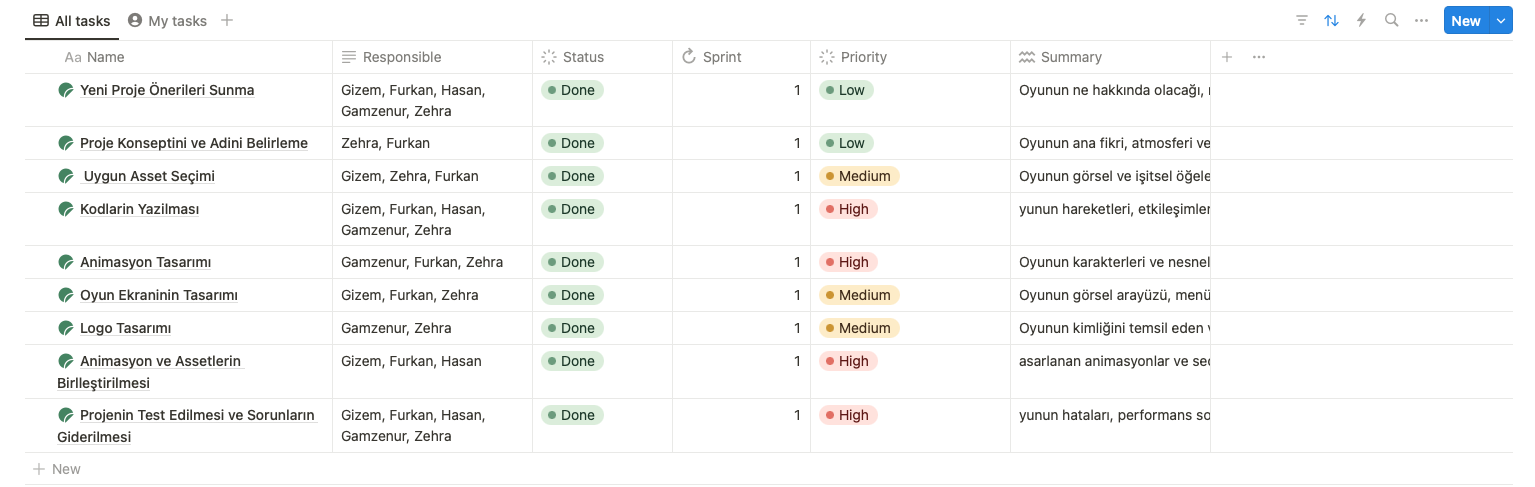 All tasks My tasks New
Aa Name Responsible Status Sprint Priority Summary
Yeni Proje Önerileri Sunma Gizem, Furkan, Hasan, Done 1 Low Oyunun ne hakkında olacağı,
Gamzenur, Zehra
Proje Konseptini ve Adini Belirleme Zehra, Furkan Done 1 Low Oyunun ana fikri, atmosferi ve
Uygun Asset Seçimi Gizem, Zehra, Furkan Done 1 Medium Oyunun görsel ve işitsel öğele
Kodlarin Yazilması Gizem, Furkan, Hasan, Done 1 High yunun hareketleri, etkileşimler
Gamzenur, Zehra
Animasyon Tasarımı Gamzenur, Furkan, Zehra Done 1 High Oyunun karakterleri ve nesnel
Oyun Ekraninin Tasarımı Gizem, Furkan, Zehra Done 1 Medium Oyunun görsel arayüzü, menü
Logo Tasarımı Gamzenur, Zehra Done 1 Medium Oyunun kimliğini temsil eden
Animasyon ve Assetlerin Gizem, Furkan, Hasan Done 1 High asarlanan animasyonlar ve seç
Birlleştirilmesi
Projenin Test Edilmesi ve Sorunların Gizem, Furkan, Hasan, Done 1 High yunun hataları, performans so
Giderilmesi Gamzenur, Zehra
New